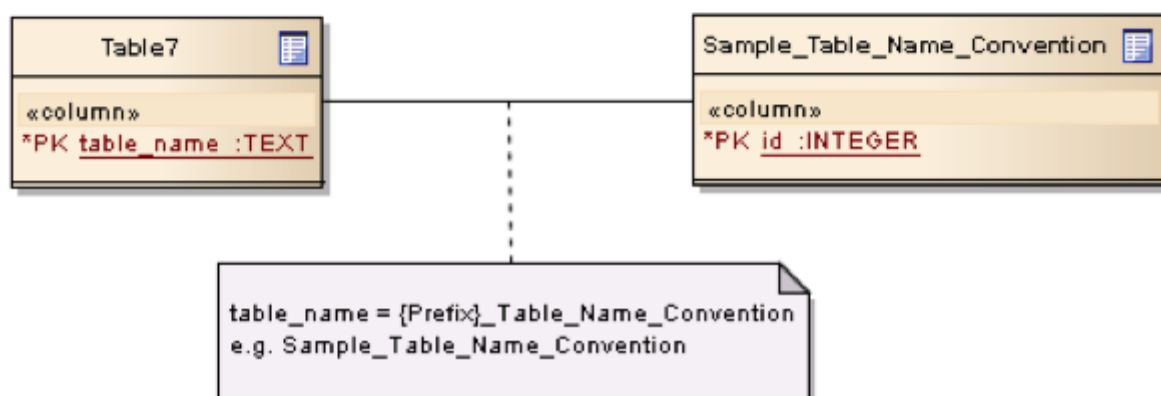 Table7
«column»
*PK table_name :TEXT
Sample_Table_Name_Convention
«column»
*PK id :INTEGER
table_name = {Prefix}_Table_Name_Convention
e.g. Sample_Table_Name_Convention